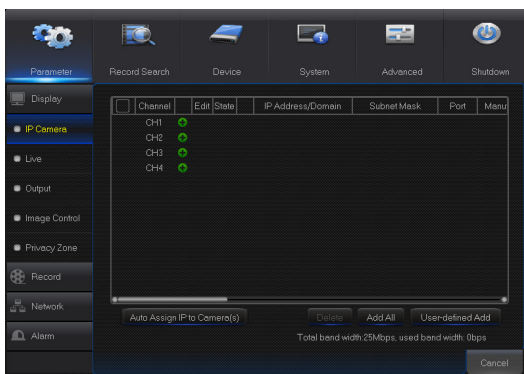 Parameter Record Search Device System Advanced Shutdown
Display
IP Camera
Live
Output
Image Control
Privacy Zone
Record
Network
Alarm
Channel Edit State IP Address/Domain Subnet Mask Port Manu
CH1
CH2
CH3
CH4
Auto Assign IP to Camera(s) Delete Add All User-defined Add
Total band width:25Mbps, used band width: 0bps
Cancel